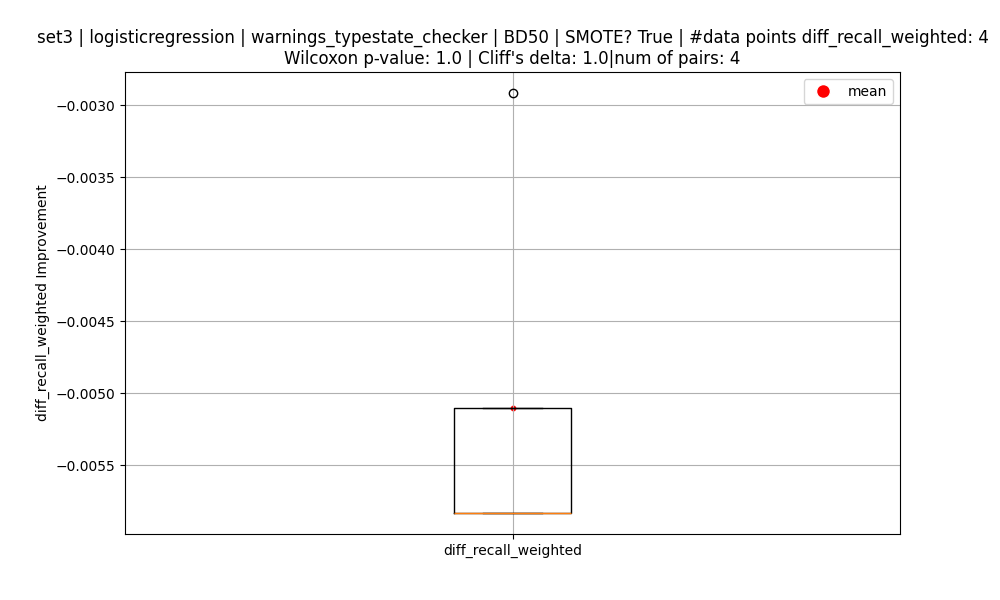 set3 | logisticregression | warnings_typestate_checker | BD50 | SMOTE? True | #data points diff_recall_weighted: 4
Wilcoxon p-value: 1.0 | Cliff's delta: 1.0|num of pairs: 4
mean
−0.0030
−0.0035
−0.0040
−0.0045
−0.0050
−0.0055
diff_recall_weighted Improvement
diff_recall_weighted